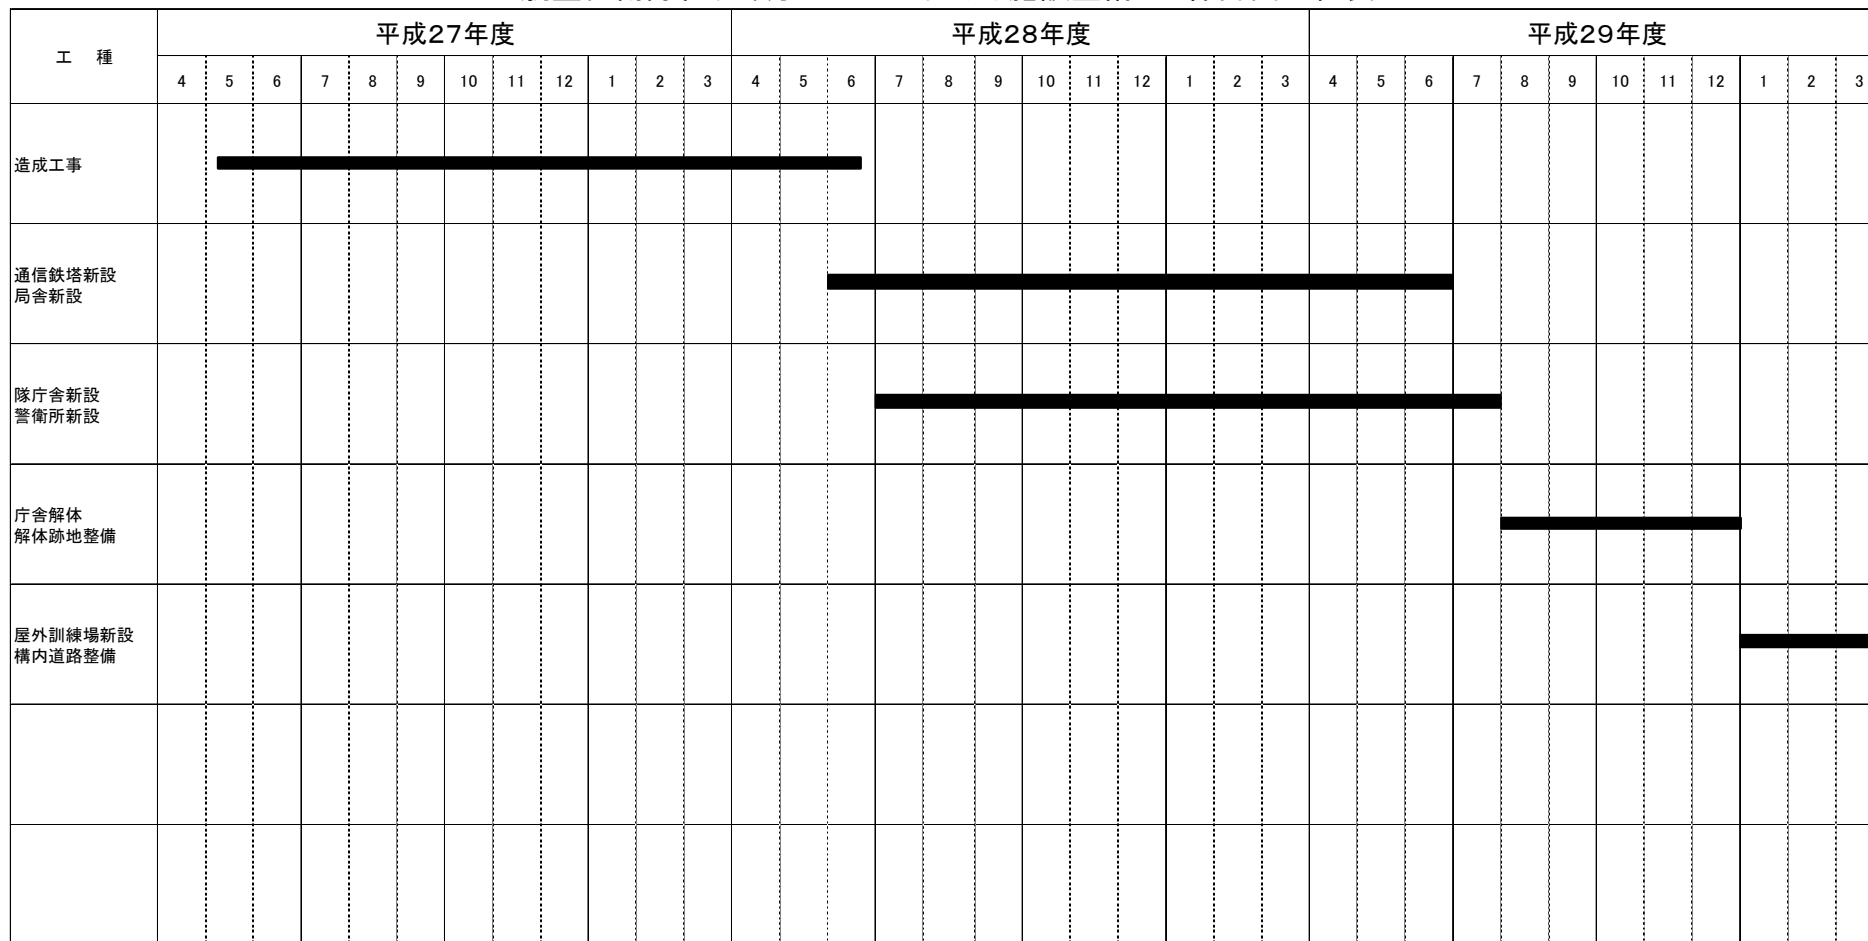 平成27年度 平成28年度 平成29年度
工 種
4 5 6 7 8 9 10 11 12 1 2 3 4 5 6 7 8 9 10 11 12 1 2 3 4 5 6 7 8 9 10 11 12 1 2 3
造成工事
通信鉄塔新設
局舎新設
隊庁舎新設
警衛所新設
庁舎解体
解体跡地整備
屋外訓練場新設
構内道路整備